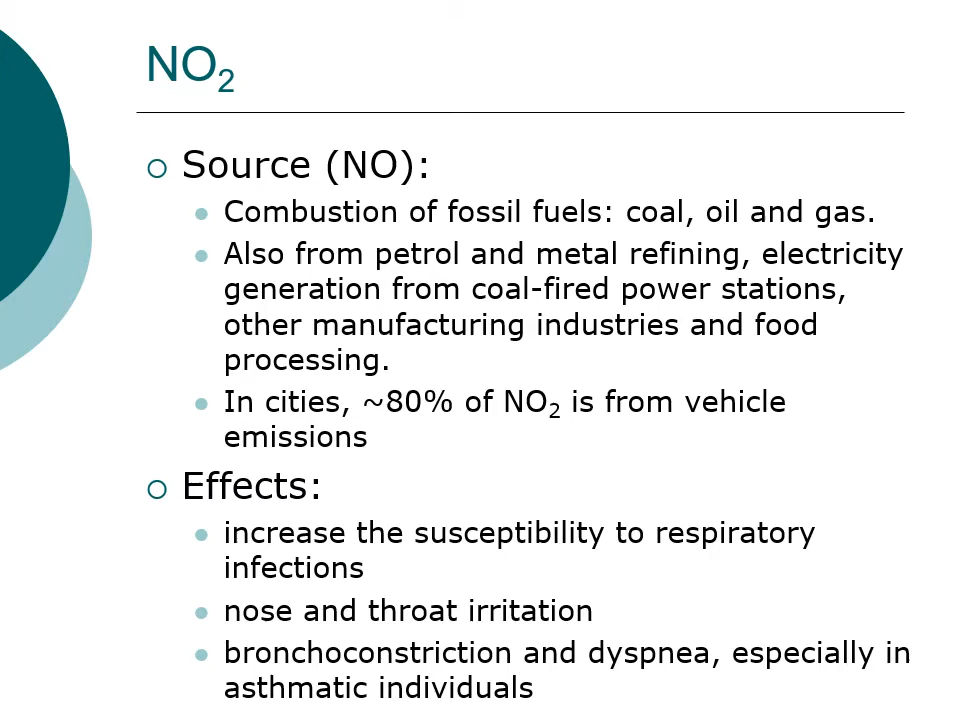 NO₂
Source (NO):
Combustion of fossil fuels: coal, oil and gas.
Also from petrol and metal refining, electricity
generation from coal-fired power stations,
other manufacturing industries and food
processing.
In cities, ~80% of NO₂ is from vehicle
emissions
Effects:
increase the susceptibility to respiratory
infections
nose and throat irritation
bronchoconstriction and dyspnea, especially in
asthmatic individuals